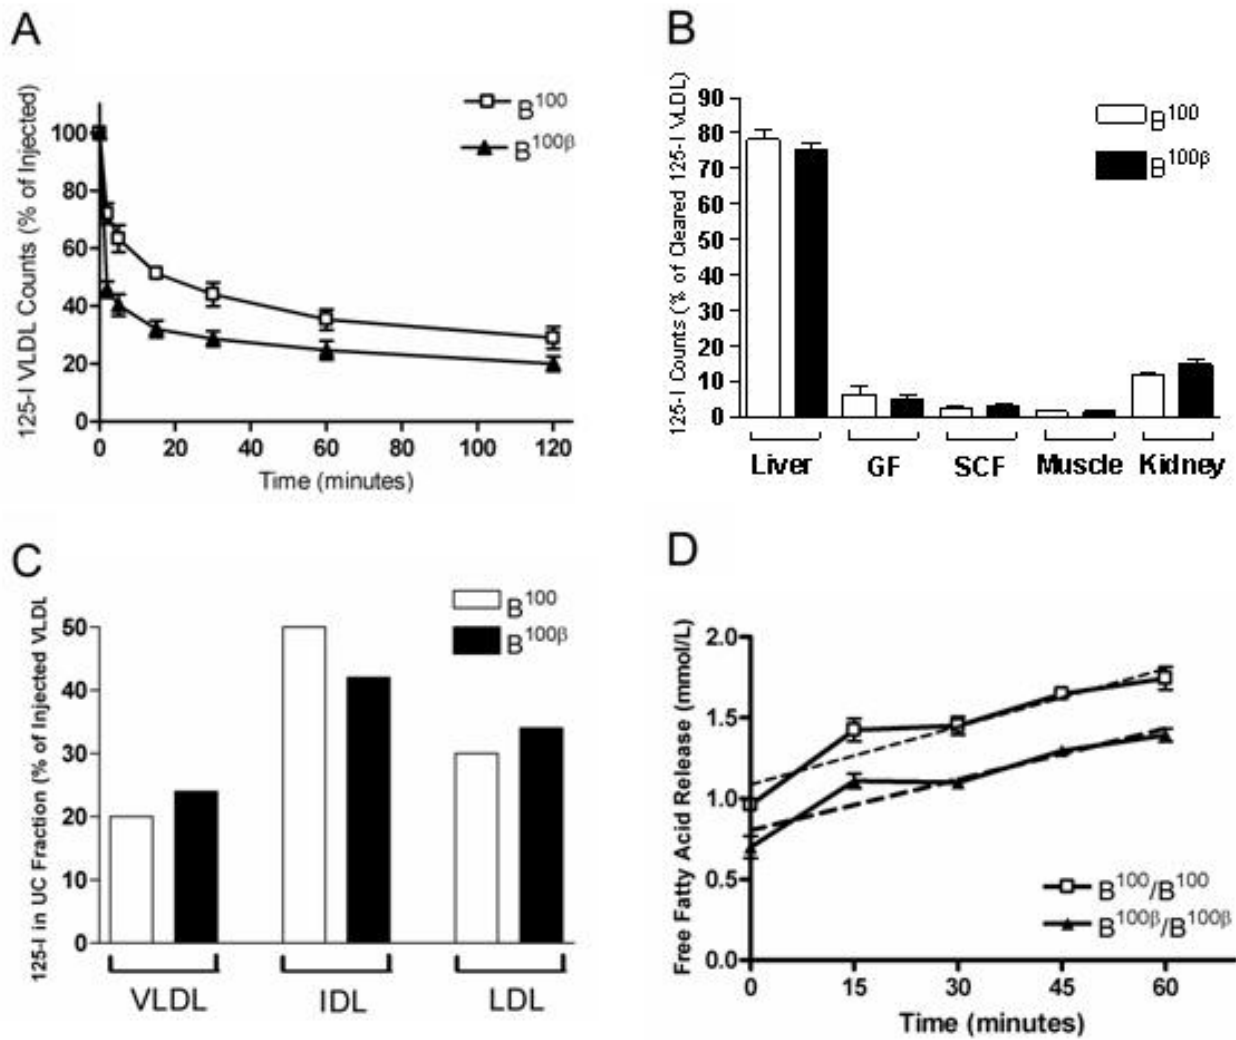 A
125-I VLDL Counts (% of Injected)
100
80
60
40
20
0
0 20 40 60 80 100 120
Time (minutes)
B¹⁰⁰
B¹⁰⁰ᵝ
B
125-I Counts (% of Cleared 125-I VLDL)
90
80
70
60
50
40
30
20
10
0
Liver GF SCF Muscle Kidney
B¹⁰⁰
B¹⁰⁰ᵝ
C
125-I in UC Fraction (% of Injected VLDL
50
40
30
20
10
0
VLDL IDL LDL
B¹⁰⁰
B¹⁰⁰ᵝ
D
Free Fatty Acid Release (mmol/L)
2.0
1.5
1.0
0.5
0.0
0 15 30 45 60
Time (minutes)
B¹⁰⁰/B¹⁰⁰
B¹⁰⁰ᵝ/B¹⁰⁰ᵝ